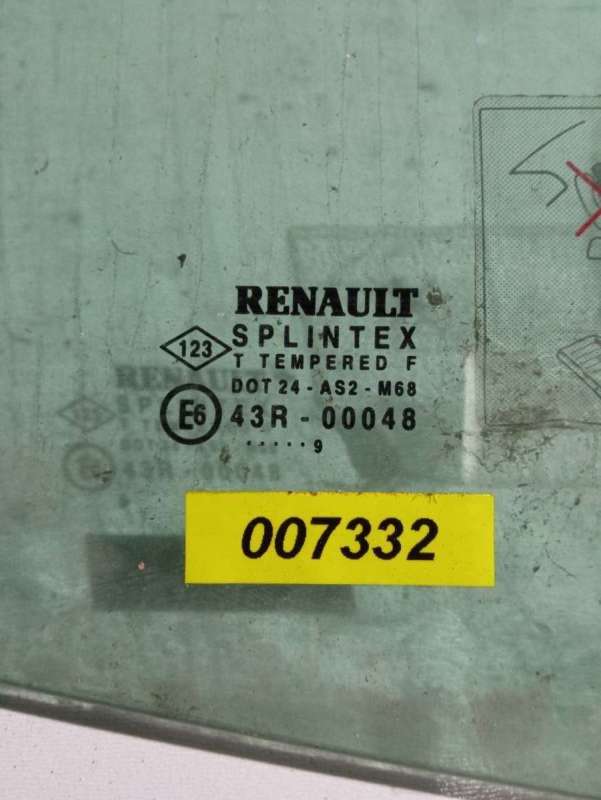 RENAULT
SPLINTEX
123
T TEMPERED F
DOT 24-AS2-M68
E6
43R-00048
.....9
007332